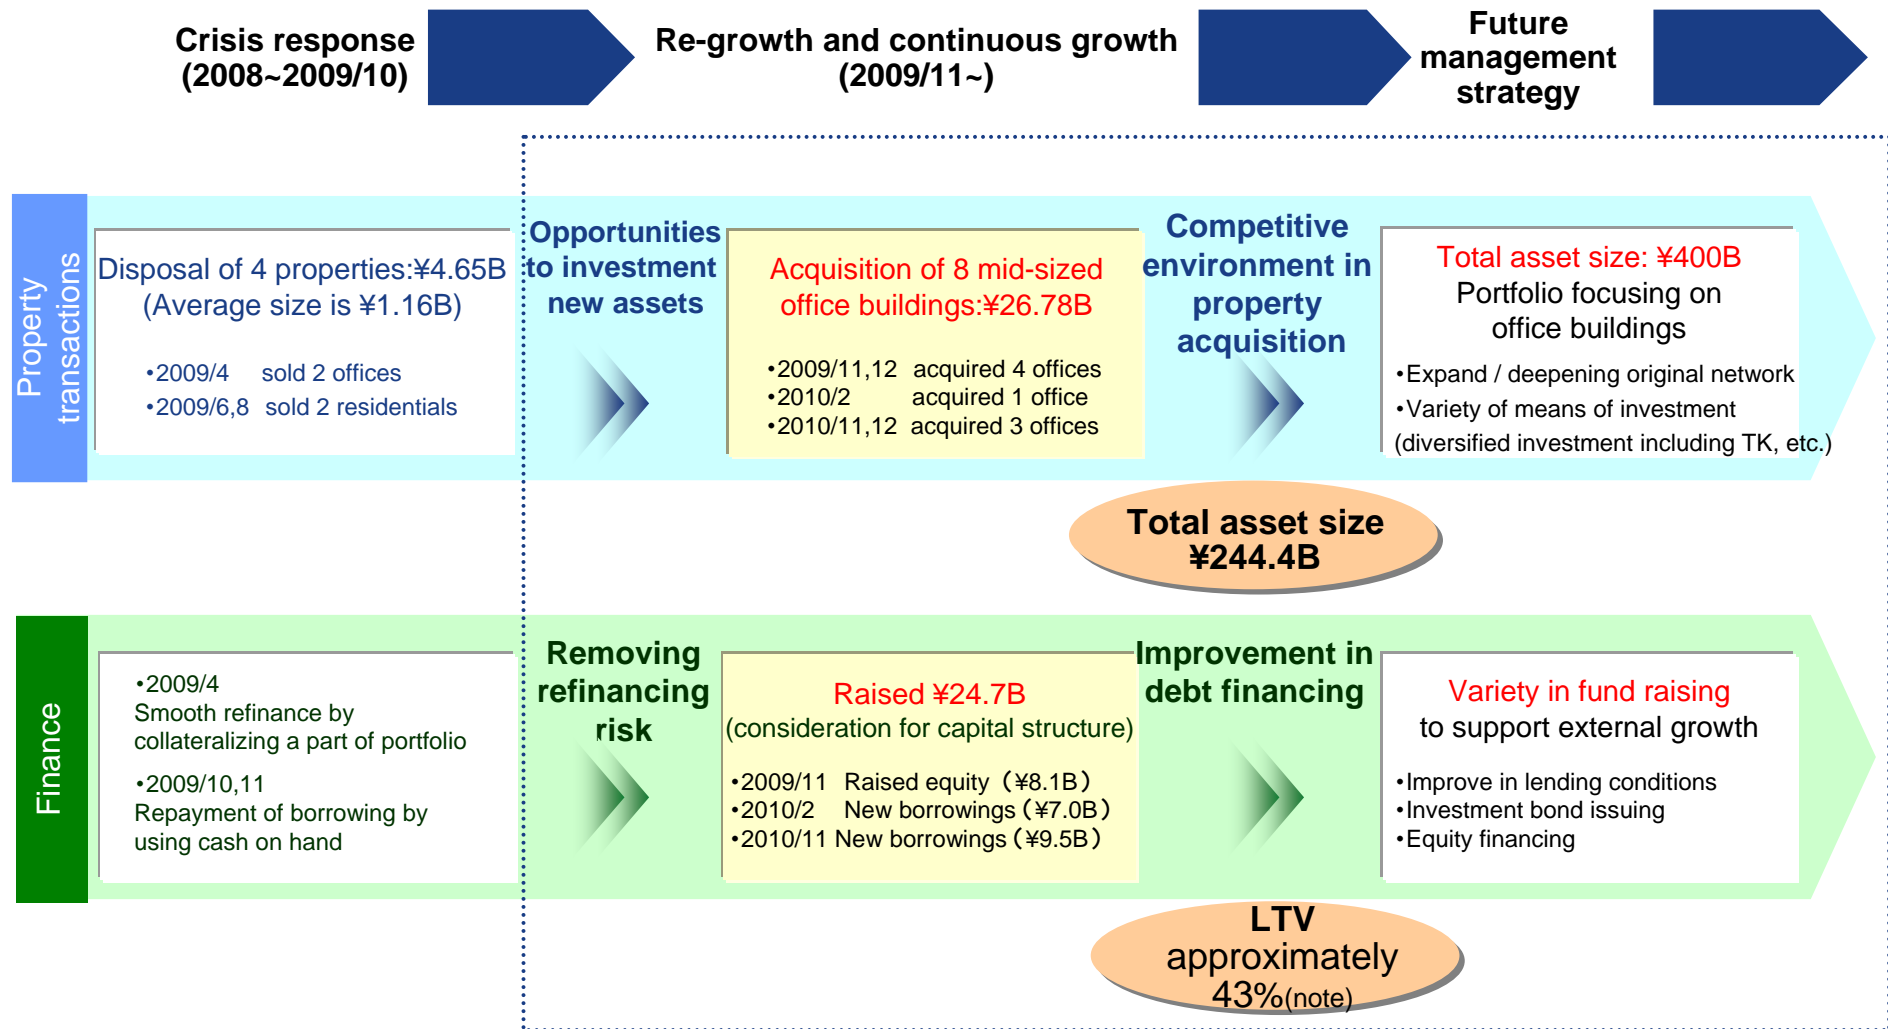 Crisis response
(2008~2009/10)
Re-growth and continuous growth
(2009/11~)
Future
management
strategy
Property
transactions
Disposal of 4 properties:¥4.65B
(Average size is ¥1.16B)
•2009/4 sold 2 offices
•2009/6,8 sold 2 residentials
Opportunities
to investment
new assets
Acquisition of 8 mid-sized
office buildings:¥26.78B
•2009/11,12 acquired 4 offices
•2010/2 acquired 1 office
•2010/11,12 acquired 3 offices
Competitive
environment in
property
acquisition
Total asset size: ¥400B
Portfolio focusing on
office buildings
•Expand / deepening original network
•Variety of means of investment
(diversified investment including TK, etc.)
Total asset size
¥244.4B
Finance
•2009/4
Smooth refinance by
collateralizing a part of portfolio
•2009/10,11
Repayment of borrowing by
using cash on hand
Removing
refinancing
risk
Raised ¥24.7B
(consideration for capital structure)
•2009/11 Raised equity (¥8.1B)
•2010/2 New borrowings (¥7.0B)
•2010/11 New borrowings (¥9.5B)
Improvement in
debt financing
Variety in fund raising
to support external growth
•Improve in lending conditions
•Investment bond issuing
•Equity financing
LTV
approximately
43%(note)